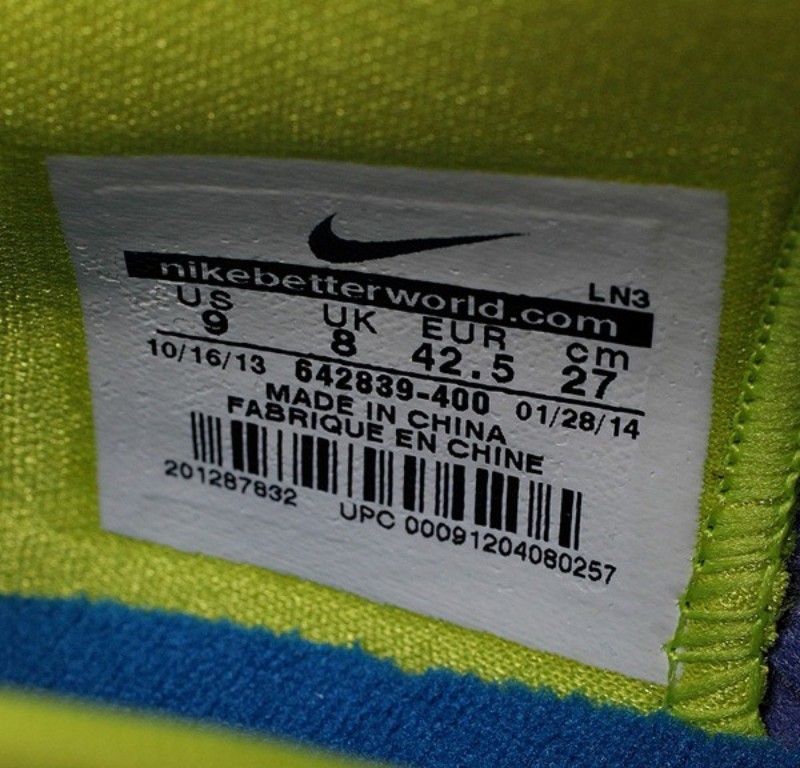 LN3
nikebetterworld.com
US UK EUR cm
9 8 42.5 27
10/16/13 642839-400 01/28/14
MADE IN CHINA
FABRIQUE EN CHINE
201287832 UPC 00091204080257